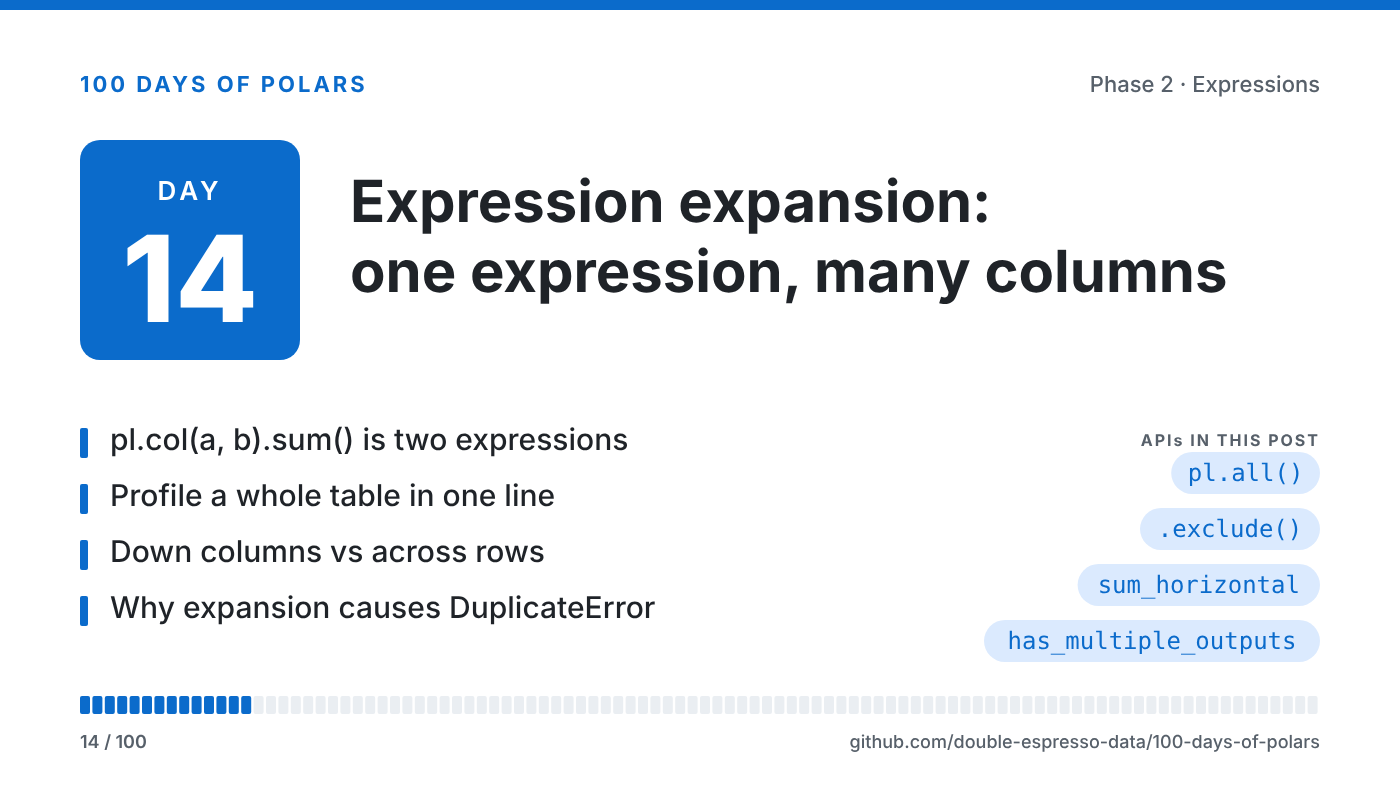 100 DAYS OF POLARS
Phase 2 · Expressions
DAY
14
Expression expansion:
one expression, many columns
pl.col(a, b).sum() is two expressions
Profile a whole table in one line
Down columns vs across rows
Why expansion causes DuplicateError
APIs IN THIS POST
pl.all()
.exclude()
sum_horizontal
has_multiple_outputs
14 / 100
github.com/double-espresso-data/100-days-of-polars